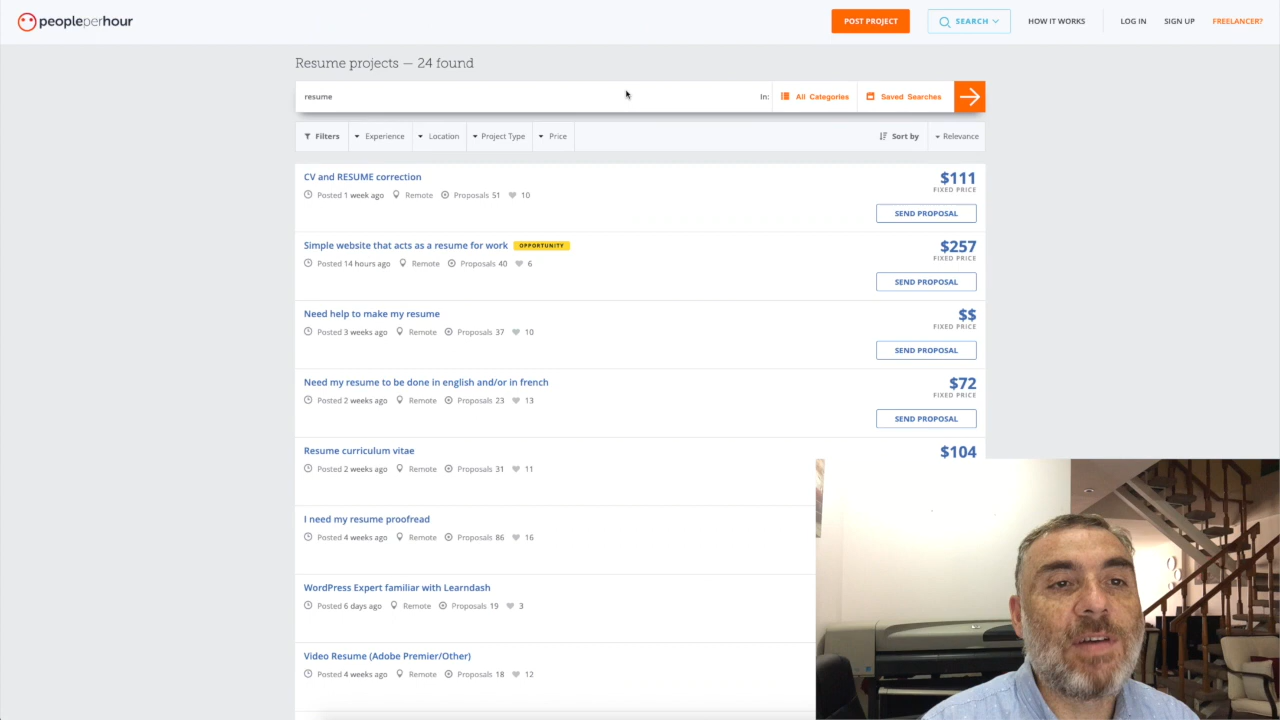 peopleperhour
POST PROJECT
SEARCH
HOW IT WORKS
LOG IN
SIGN UP
FREELANCER?
Resume projects — 24 found
resume
In:
All Categories
Saved Searches
Filters
Experience
Location
Project Type
Price
Sort by
Relevance
CV and RESUME correction
$111
FIXED PRICE
Posted 1 week ago Remote Proposals 51 10
SEND PROPOSAL
Simple website that acts as a resume for work OPPORTUNITY
$257
FIXED PRICE
Posted 14 hours ago Remote Proposals 40 6
SEND PROPOSAL
Need help to make my resume
$$
FIXED PRICE
Posted 3 weeks ago Remote Proposals 37 10
SEND PROPOSAL
Need my resume to be done in english and/or in french
$72
FIXED PRICE
Posted 2 weeks ago Remote Proposals 23 13
SEND PROPOSAL
Resume curriculum vitae
$104
Posted 2 weeks ago Remote Proposals 31 11
I need my resume proofread
Posted 4 weeks ago Remote Proposals 86 16
WordPress Expert familiar with Learndash
Posted 6 days ago Remote Proposals 19 3
Video Resume (Adobe Premier/Other)
Posted 4 weeks ago Remote Proposals 18 12